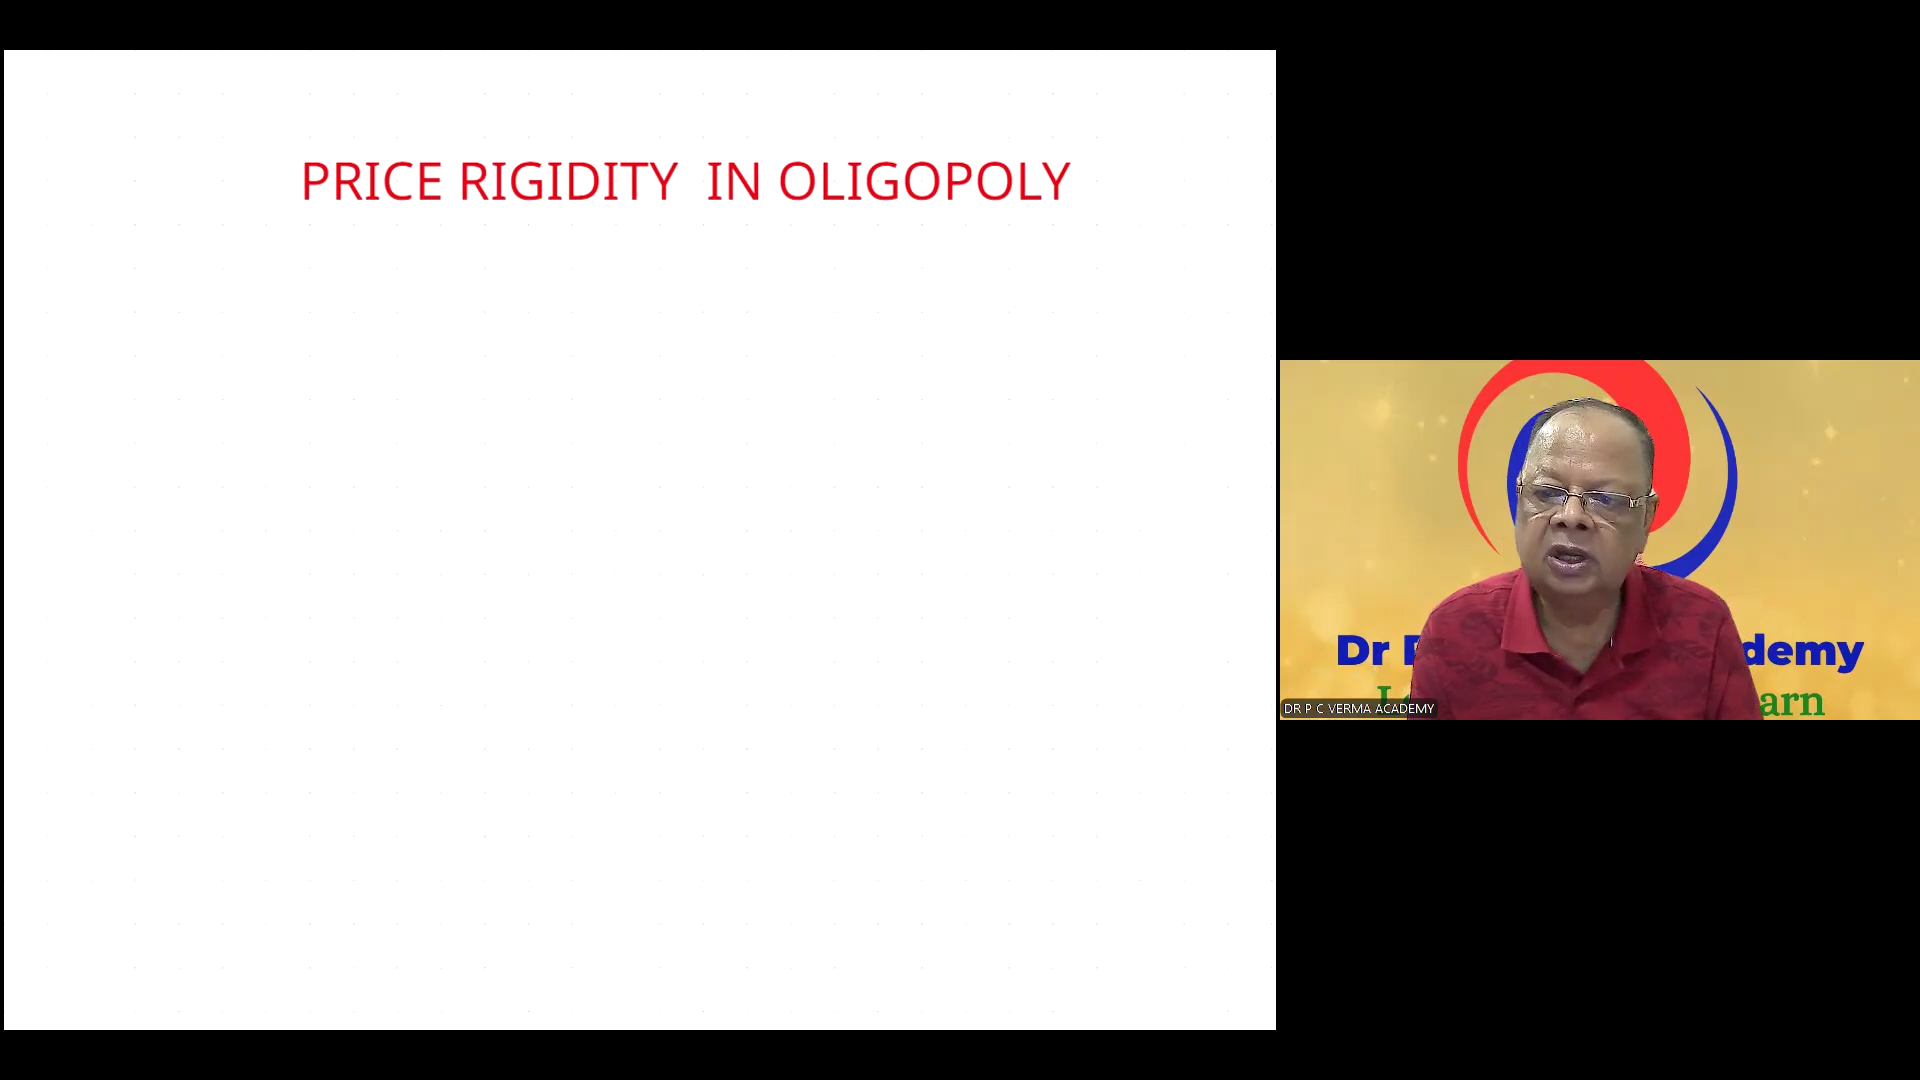 PRICE RIGIDITY IN OLIGOPOLY
Dr demy
arn
DR P C VERMA ACADEMY